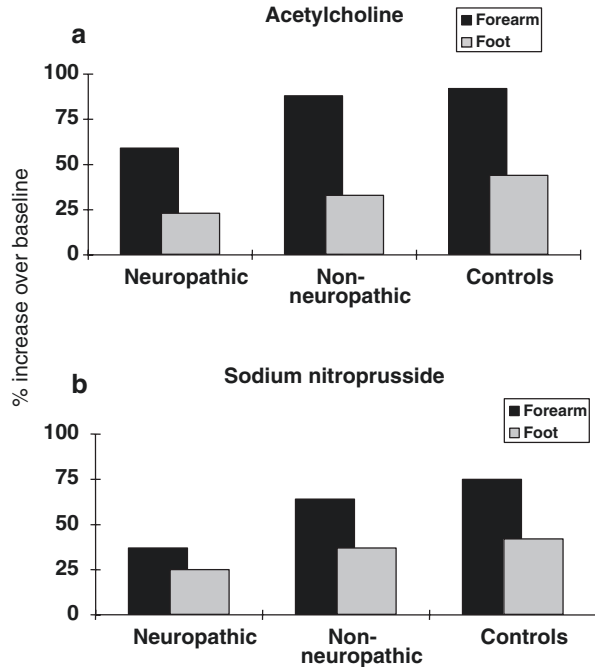 a
Acetylcholine
Forearm
Foot
% increase over baseline
100
75
50
25
0
Neuropathic
Non-
neuropathic
Controls
b
Sodium nitroprusside
Forearm
Foot
100
75
50
25
0
Neuropathic
Non-
neuropathic
Controls